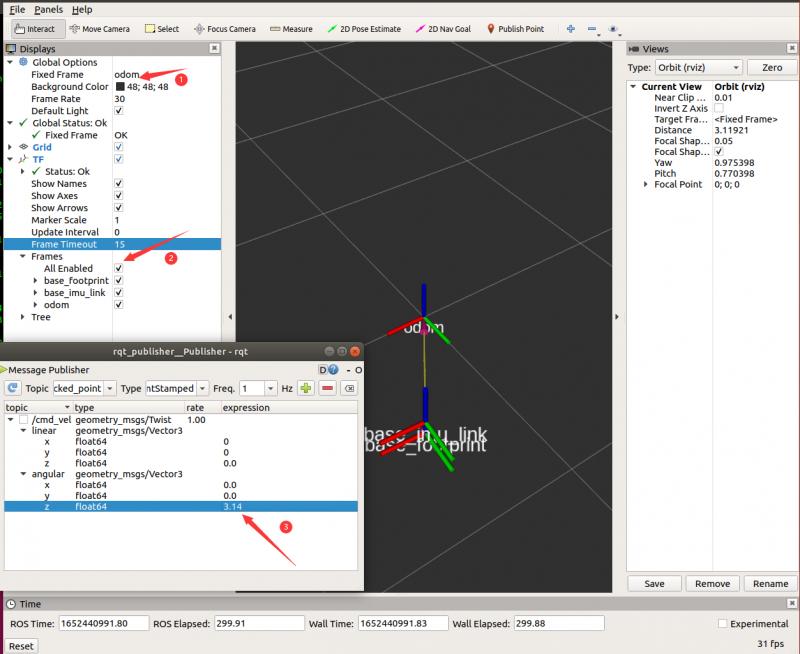 File Panels Help
Interact Move Camera Select Focus Camera Measure 2D Pose Estimate 2D Nav Goal Publish Point
Displays
Global Options
Fixed Frame odom
1
Background Color 48; 48; 48
Frame Rate 30
Default Light
Global Status: Ok
Fixed Frame OK
Grid
TF
Status: Ok
Show Names
Show Axes
Show Arrows
Marker Scale 1
Update Interval 0
Frame Timeout 15
2
Frames
All Enabled
base_footprint
base_imu_link
odom
Tree
odom
base_imu_link
base_footprint
Views
Type: Orbit (rviz) Zero
Current View Orbit (rviz)
Near Clip ... 0.01
Invert Z Axis
Target Fra... <Fixed Frame>
Distance 3.11921
Focal Shap... 0.05
Focal Shap...
Yaw 0.975398
Pitch 0.770398
Focal Point 0; 0; 0
Save Remove Rename
rqt_publisher__Publisher - rqt
Message Publisher D - O
Topic cked_point Type ntStamped Freq. 1 Hz
topic type rate expression
/cmd_vel geometry_msgs/Twist 1.00
linear geometry_msgs/Vector3
x float64 0
y float64 0
z float64 0.0
angular geometry_msgs/Vector3
x float64 0.0
y float64 0.0
z float64 3.14
3
Time
ROS Time: 1652440991.80 ROS Elapsed: 299.91 Wall Time: 1652440991.83 Wall Elapsed: 299.88 Experimental
Reset 31 fps